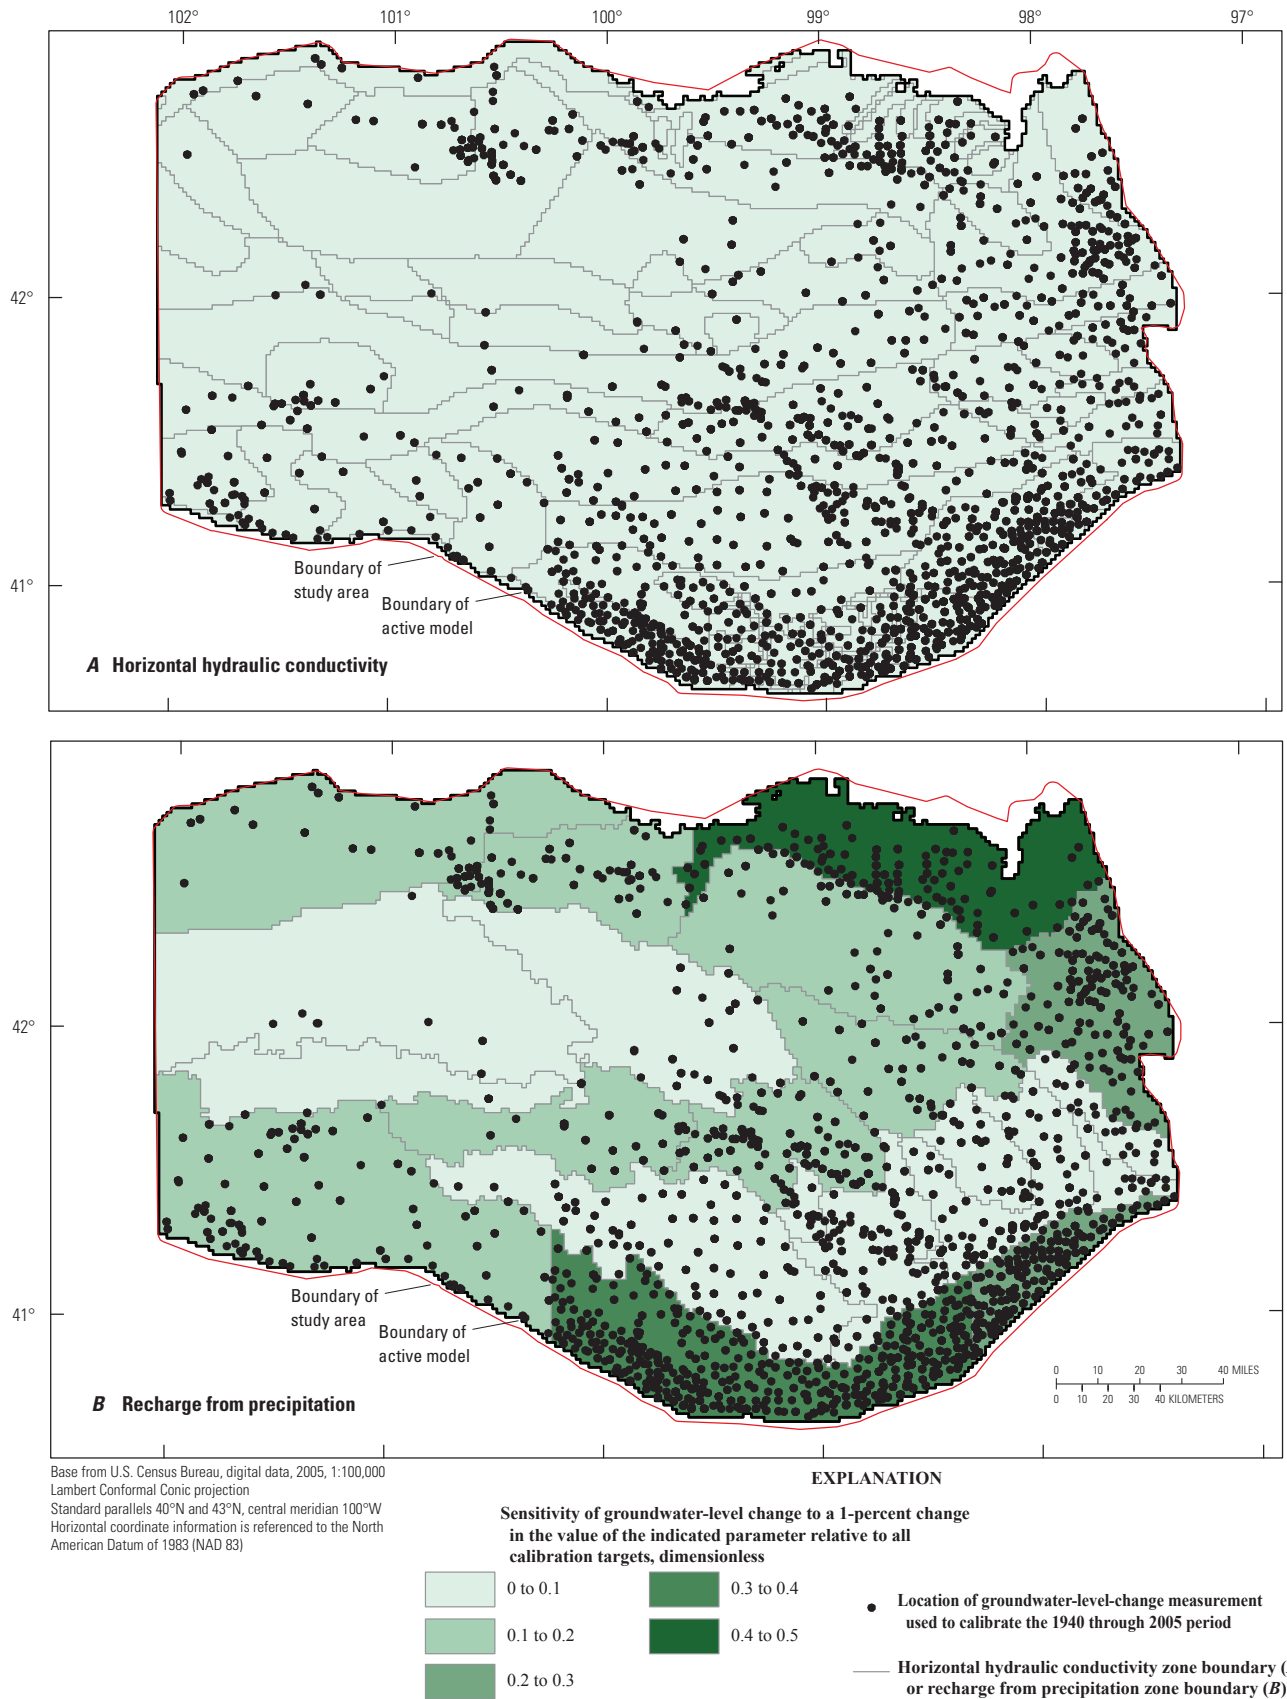 102° 101° 100° 99° 98° 97°
42°
41°
Boundary of
study area
Boundary of
active model
A Horizontal hydraulic conductivity
42°
41°
Boundary of
study area
Boundary of
active model
B Recharge from precipitation
0 10 20 30 40 MILES
0 10 20 30 40 KILOMETERS
Base from U.S. Census Bureau, digital data, 2005, 1:100,000
Lambert Conformal Conic projection
Standard parallels 40°N and 43°N, central meridian 100°W
Horizontal coordinate information is referenced to the North
American Datum of 1983 (NAD 83)
EXPLANATION
Sensitivity of groundwater-level change to a 1-percent change
in the value of the indicated parameter relative to all
calibration targets, dimensionless
0 to 0.1
0.1 to 0.2
0.2 to 0.3
0.3 to 0.4
0.4 to 0.5
Location of groundwater-level-change measurement
used to calibrate the 1940 through 2005 period
Horizontal hydraulic conductivity zone boundary (
or recharge from precipitation zone boundary (B)